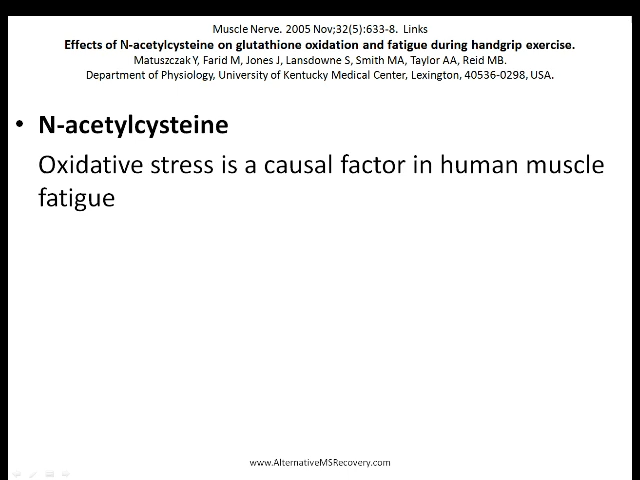 Muscle Nerve. 2005 Nov;32(5):633-8. Links
Effects of N-acetylcysteine on glutathione oxidation and fatigue during handgrip exercise.
Matuszczak Y, Farid M, Jones J, Lansdowne S, Smith MA, Taylor AA, Reid MB.
Department of Physiology, University of Kentucky Medical Center, Lexington, 40536-0298, USA.
• N-acetylcysteine
Oxidative stress is a causal factor in human muscle
fatigue
www.AlternativeMSRecovery.com